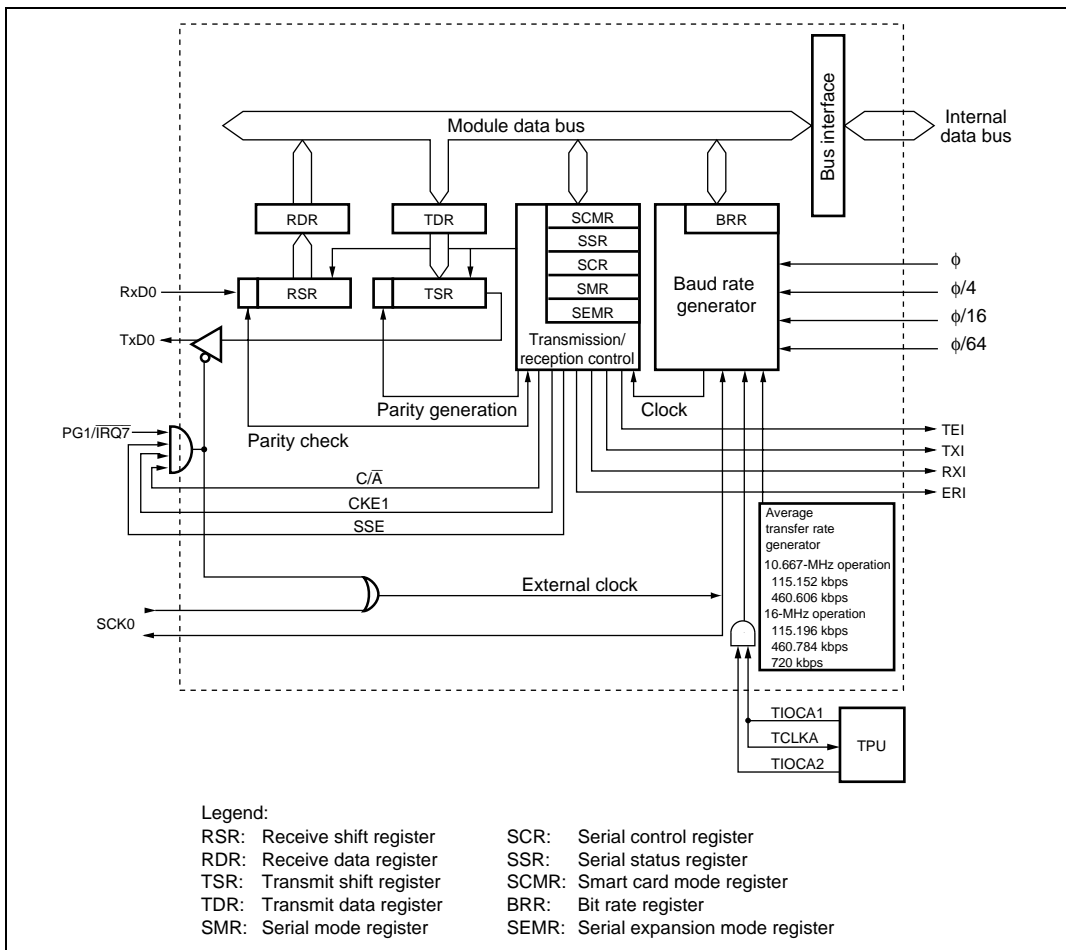 Module data bus
Bus interface
Internal
data bus
RDR
TDR
SCMR
SSR
SCR
SMR
SEMR
Transmission/
reception control
BRR
Baud rate
generator
RxD0
RSR
TSR
TxD0
ϕ
ϕ/4
ϕ/16
ϕ/64
Parity generation
Clock
Parity check
PG1/I̅R̅Q̅7̅
C/A̅
CKE1
SSE
TEI
TXI
RXI
ERI
Average
transfer rate
generator
10.667-MHz operation
115.152 kbps
460.606 kbps
16-MHz operation
115.196 kbps
460.784 kbps
720 kbps
External clock
SCK0
TIOCA1
TCLKA
TIOCA2
TPU
Legend:
RSR: Receive shift register
RDR: Receive data register
TSR: Transmit shift register
TDR: Transmit data register
SMR: Serial mode register
SCR: Serial control register
SSR: Serial status register
SCMR: Smart card mode register
BRR: Bit rate register
SEMR: Serial expansion mode register